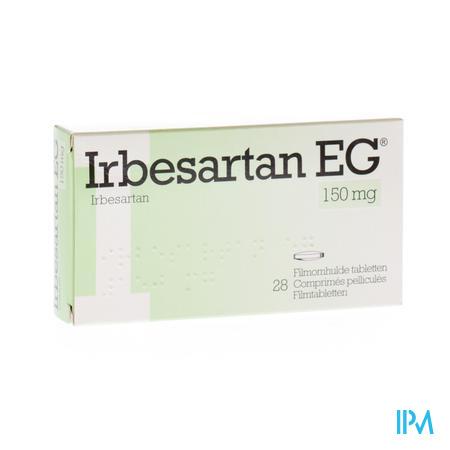 Irbesartan EG®
Irbesartan
150 mg
28 Filmomhulde tabletten
Comprimés pelliculés
Filmtabletten
IPM